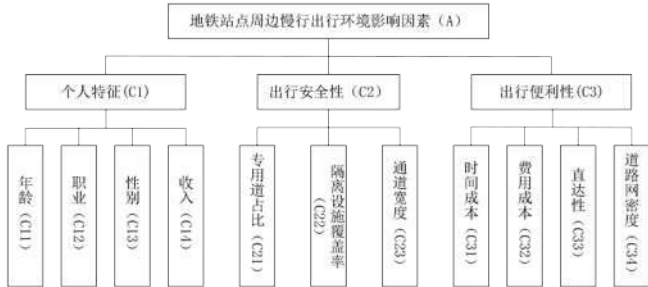 地铁站点周边慢行出行环境影响因素（A）
个人特征(C1)
出行安全性（C2）
出行便利性(C3)
年龄（C11）
职业（C12）
性别（C13）
收入（C14）
专用道占比（C21）
隔离设施覆盖率
（C22）
通道宽度（C23）
时间成本（C31）
费用成本（C32）
直达性（C33）
道路网密度（C34）